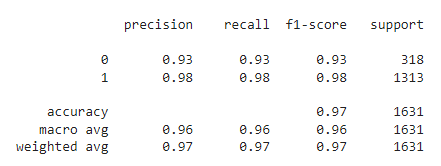 precision recall f1-score support
0 0.93 0.93 0.93 318
1 0.98 0.98 0.98 1313
accuracy 0.97 1631
macro avg 0.96 0.96 0.96 1631
weighted avg 0.97 0.97 0.97 1631